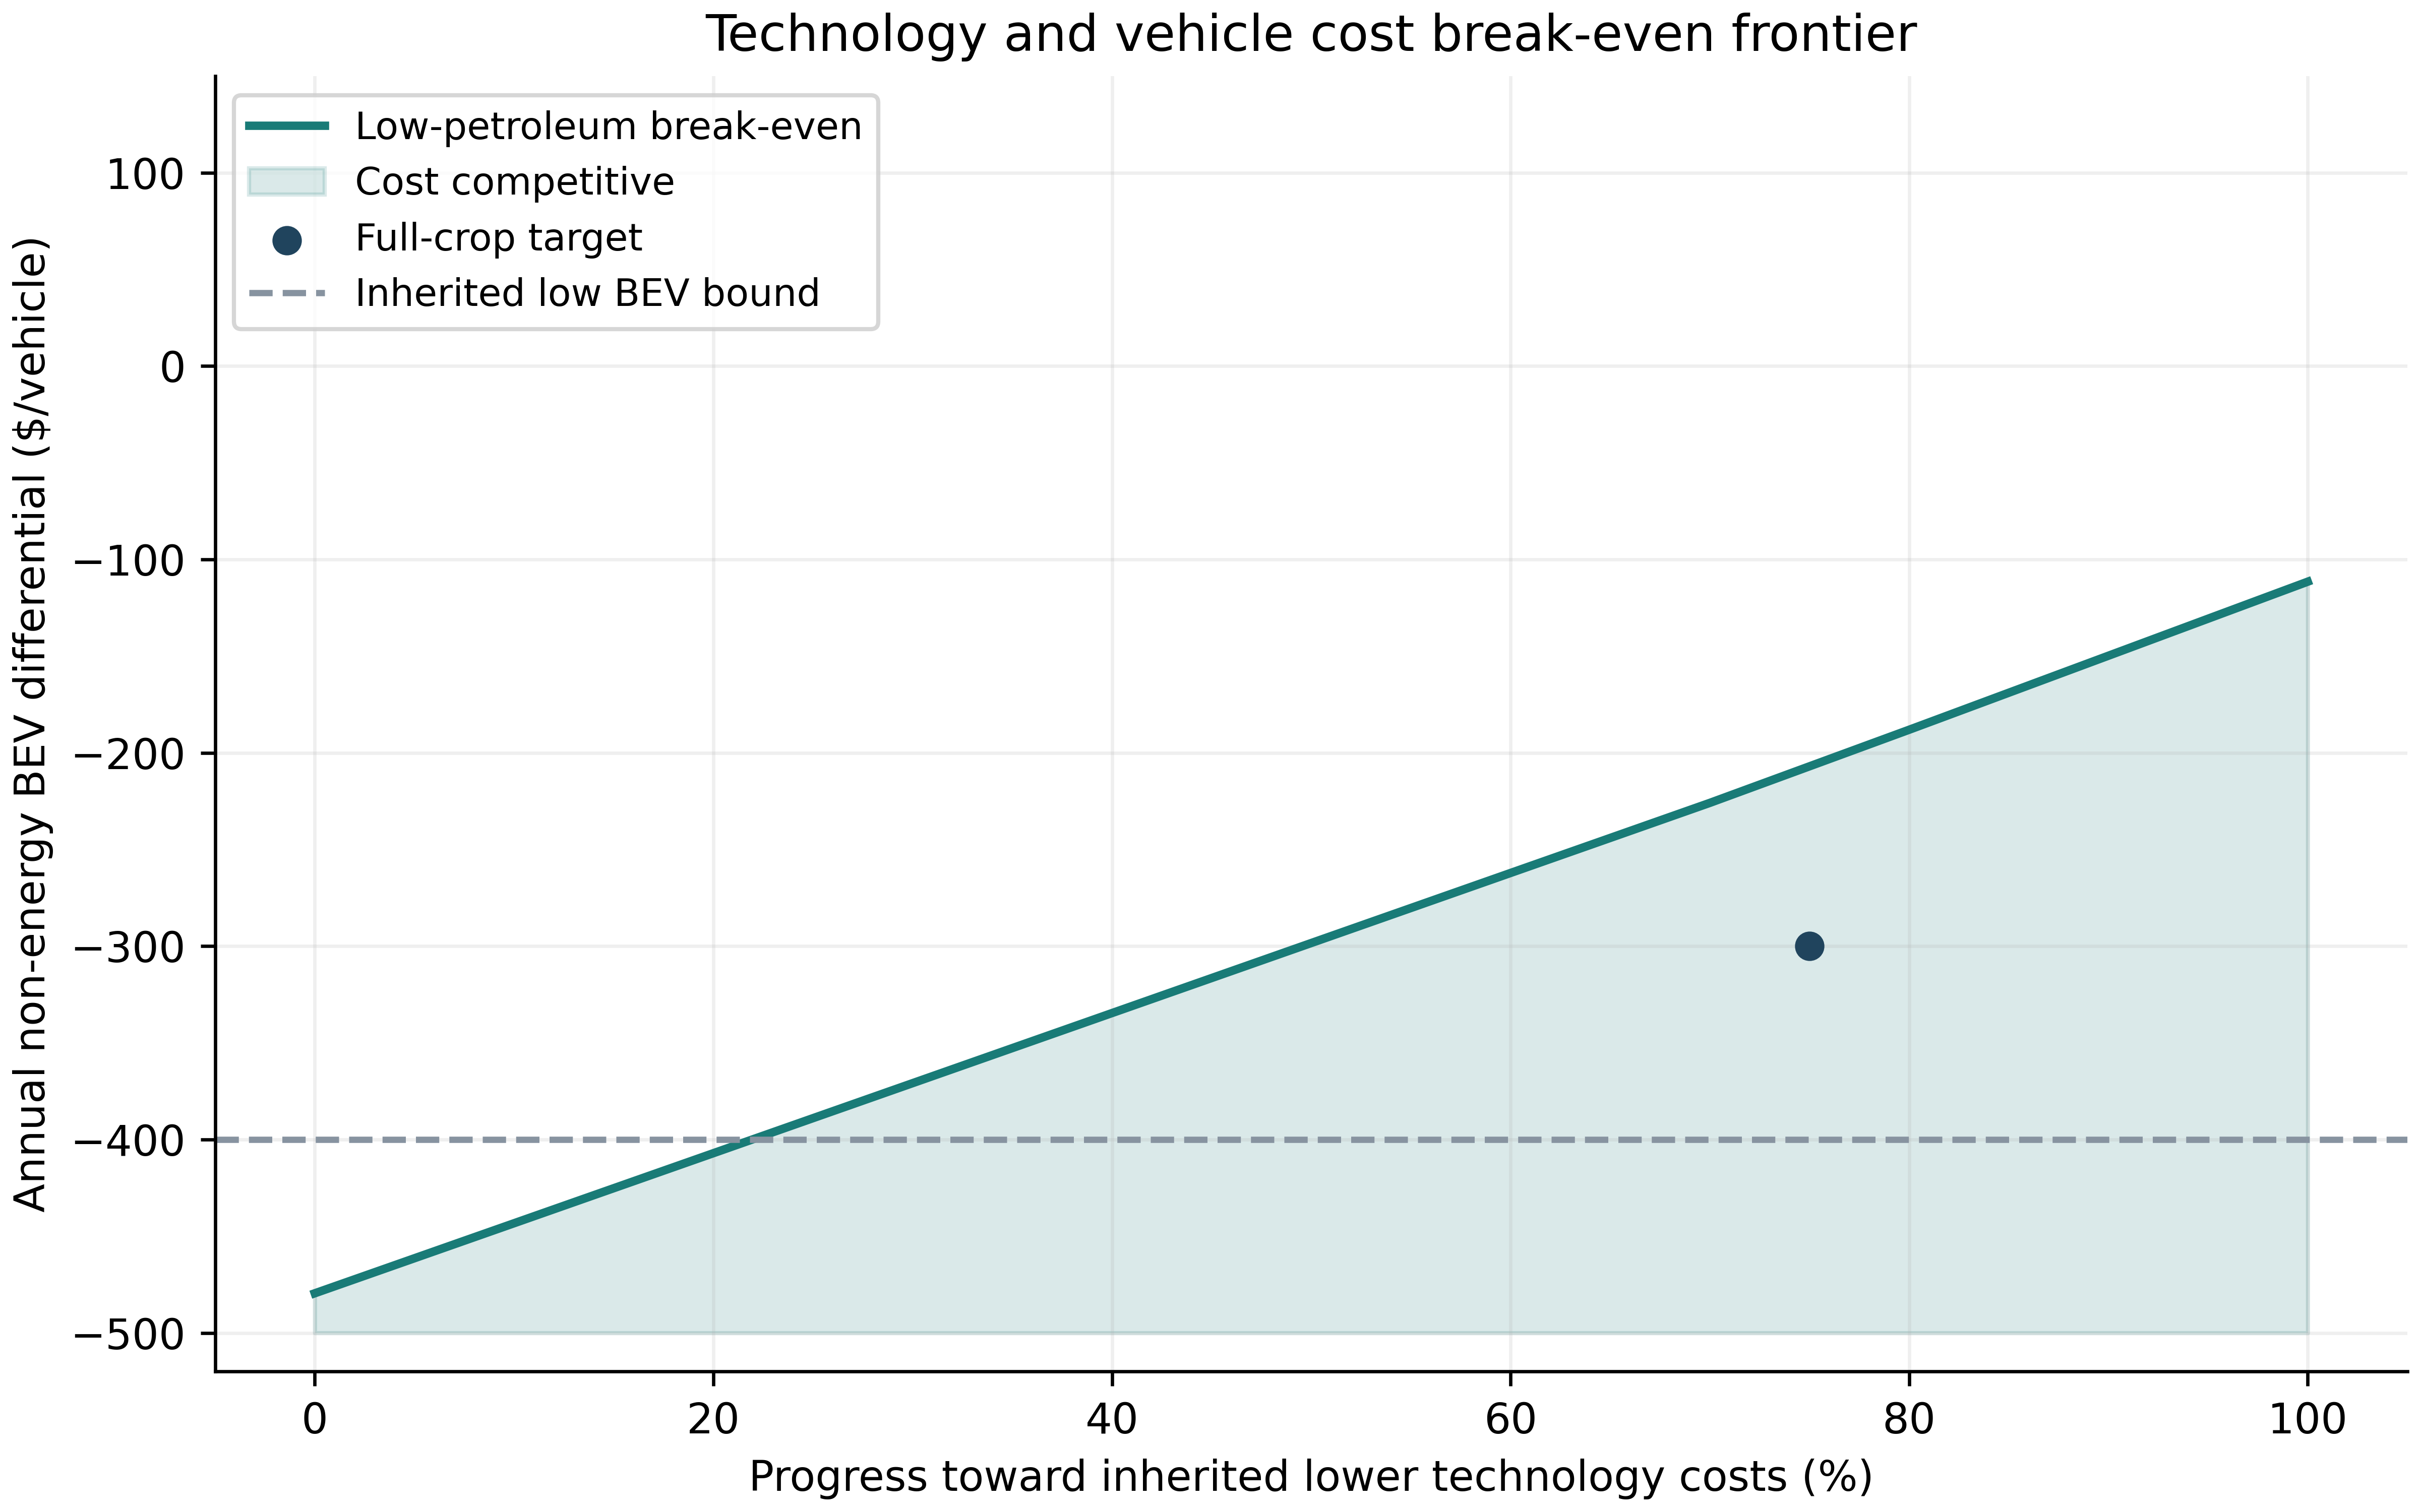 Technology and vehicle cost break-even frontier
Low-petroleum break-even
Cost competitive
Full-crop target
Inherited low BEV bound
Annual non-energy BEV differential ($/vehicle)
100
0
−100
−200
−300
−400
−500
0 20 40 60 80 100
Progress toward inherited lower technology costs (%)